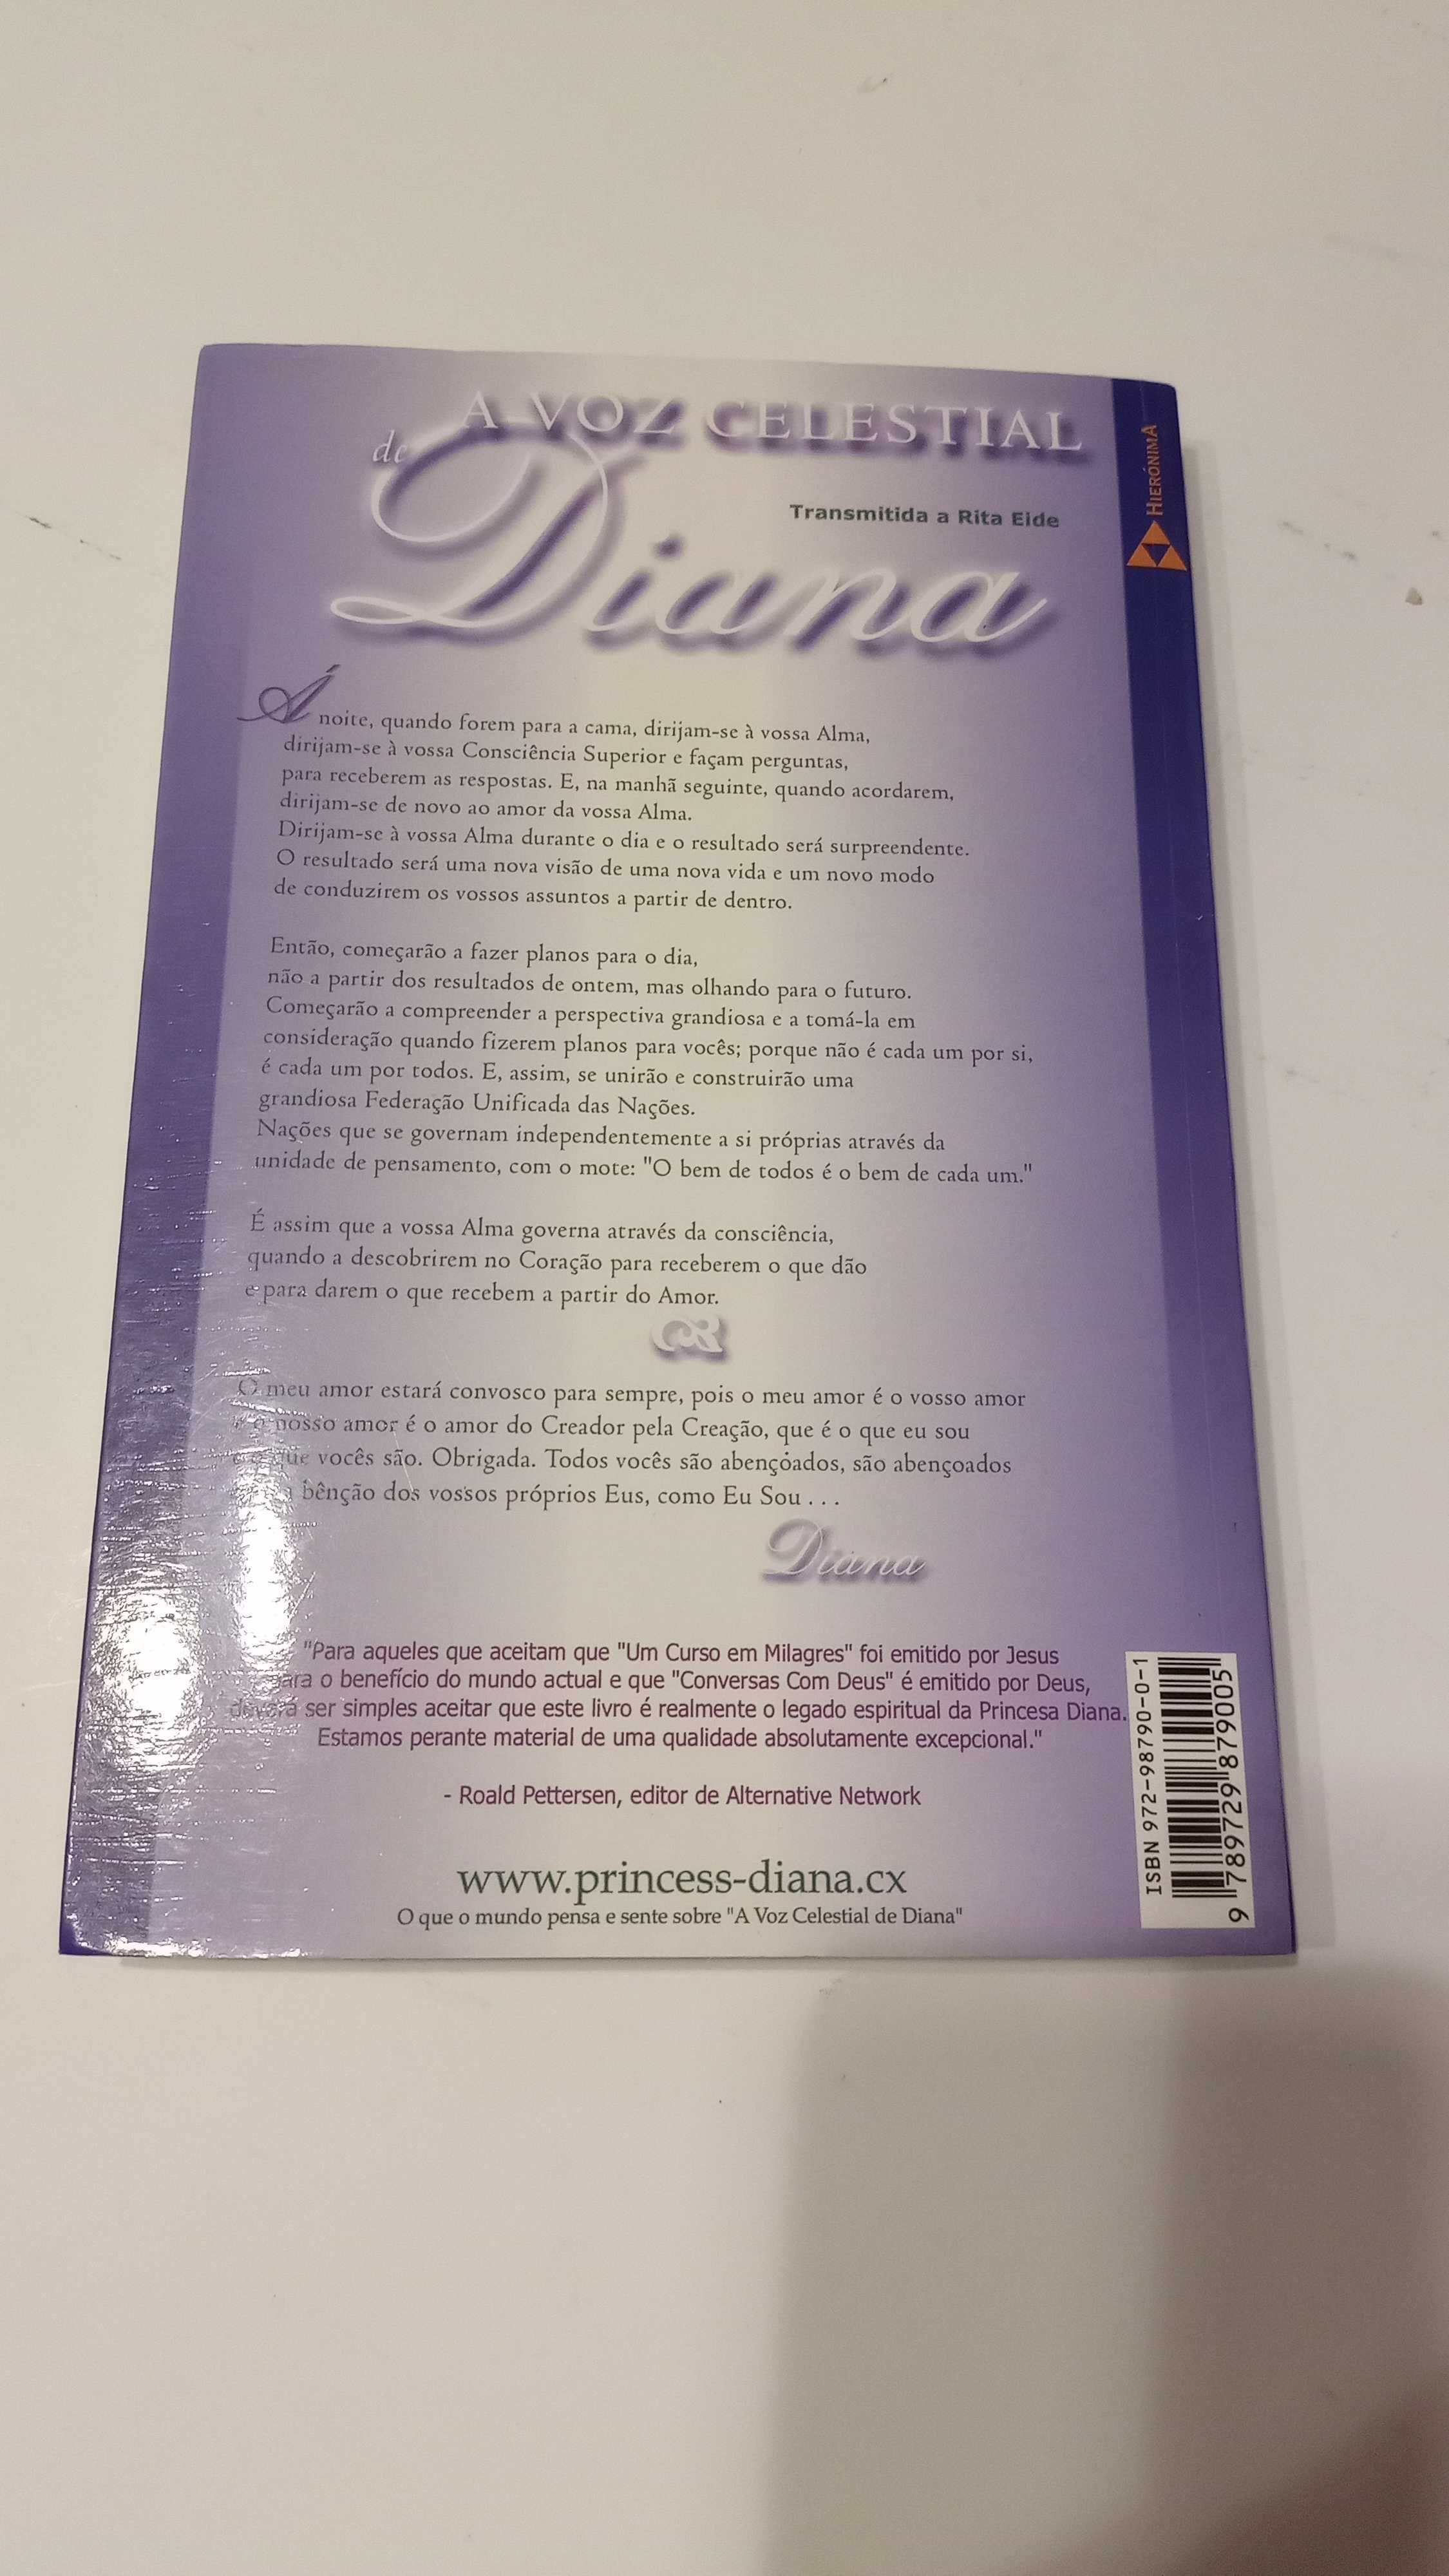 A VOZ CELESTIAL
de
Diana
Transmitida a Rita Eide
HIERÓNIMA
Á noite, quando forem para a cama, dirijam-se à vossa Alma,
dirijam-se à vossa Consciência Superior e façam perguntas,
para receberem as respostas. E, na manhã seguinte, quando acordarem,
dirijam-se de novo ao amor da vossa Alma.
Dirijam-se à vossa Alma durante o dia e o resultado será surpreendente.
O resultado será uma nova visão de uma nova vida e um novo modo
de conduzirem os vossos assuntos a partir de dentro.
Então, começarão a fazer planos para o dia,
não a partir dos resultados de ontem, mas olhando para o futuro.
Começarão a compreender a perspectiva grandiosa e a tomá-la em
consideração quando fizerem planos para vocês; porque não é cada um por si,
é cada um por todos. E, assim, se unirão e construirão uma
grandiosa Federação Unificada das Nações.
Nações que se governam independentemente a si próprias através da
unidade de pensamento, com o mote: "O bem de todos é o bem de cada um."
É assim que a vossa Alma governa através da consciência,
quando a descobrirem no Coração para receberem o que dão
e para darem o que recebem a partir do Amor.
O meu amor estará convosco para sempre, pois o meu amor é o vosso amor
nosso amor é o amor do Creador pela Creação, que é o que eu sou
que vocês são. Obrigada. Todos vocês são abençoados, são abençoados
bênção dos vossos próprios Eus, como Eu Sou . . .
Diana
"Para aqueles que aceitam que "Um Curso em Milagres" foi emitido por Jesus
para o benefício do mundo actual e que "Conversas Com Deus" é emitido por Deus,
deverá ser simples aceitar que este livro é realmente o legado espiritual da Princesa Diana.
Estamos perante material de uma qualidade absolutamente excepcional."
- Roald Pettersen, editor de Alternative Network
www.princess-diana.cx
O que o mundo pensa e sente sobre "A Voz Celestial de Diana"
ISBN 972-98790-0-1
9 789729 879005